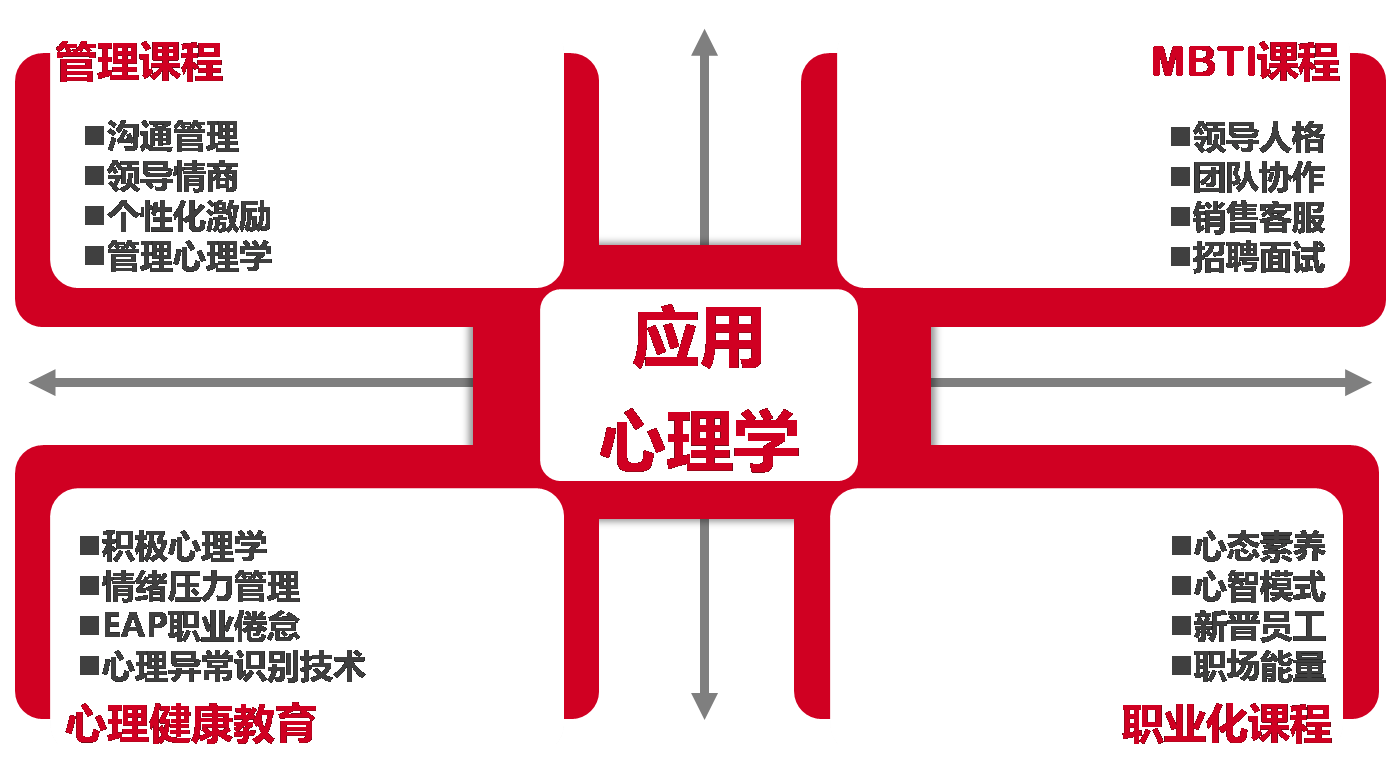 管理课程
■沟通管理
■领导情商
■个性化激励
■管理心理学
MBTI课程
■领导人格
■团队协作
■销售客服
■招聘面试
应用
心理学
■积极心理学
■情绪压力管理
■EAP职业倦怠
■心理异常识别技术
心理健康教育
■心态素养
■心智模式
■新晋员工
■职场能量
职业化课程